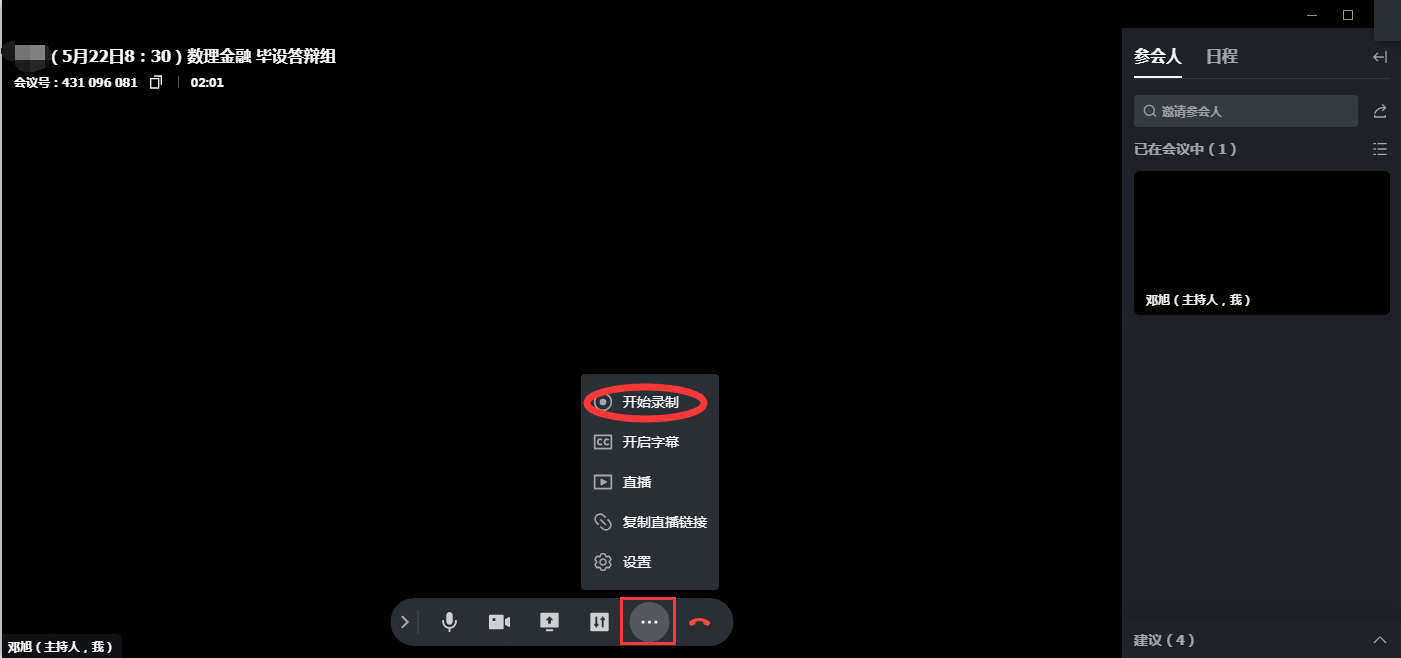 （5月22日8：30）数理金融 毕设答辩组
会议号：431 096 081
02:01
参会人
日程
邀请参会人
已在会议中（1）
邓旭（主持人，我）
开始录制
CC 开启字幕
直播
复制直播链接
设置
邓旭（主持人，我）
建议（4）